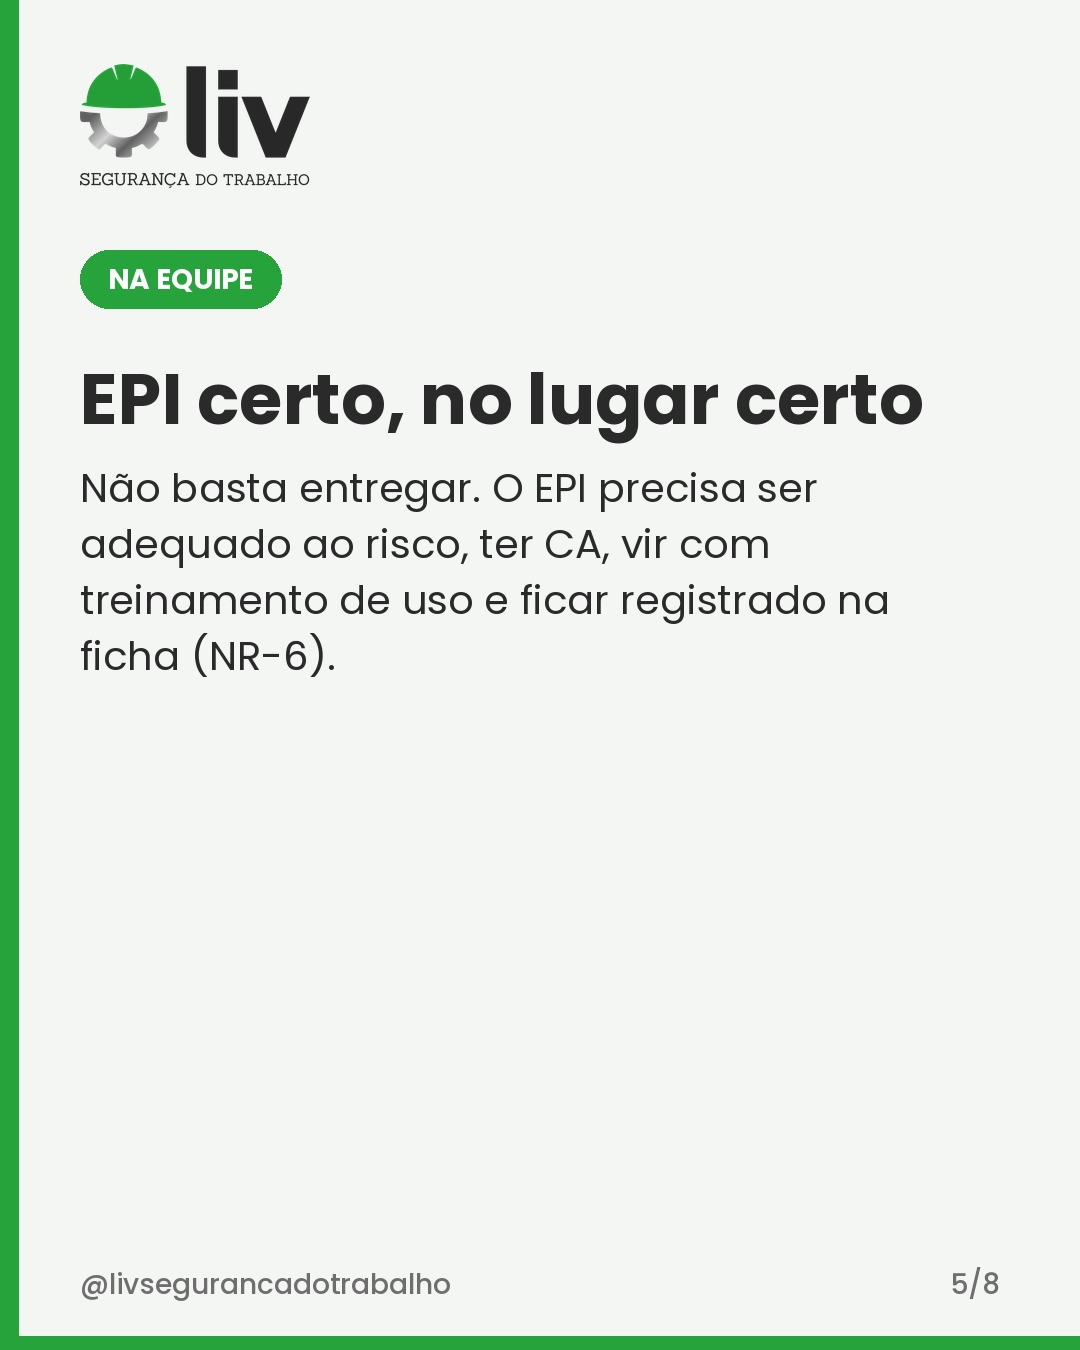 liv
SEGURANÇA DO TRABALHO
NA EQUIPE
EPI certo, no lugar certo
Não basta entregar. O EPI precisa ser
adequado ao risco, ter CA, vir com
treinamento de uso e ficar registrado na
ficha (NR-6).
@livsegurancadotrabalho
5/8